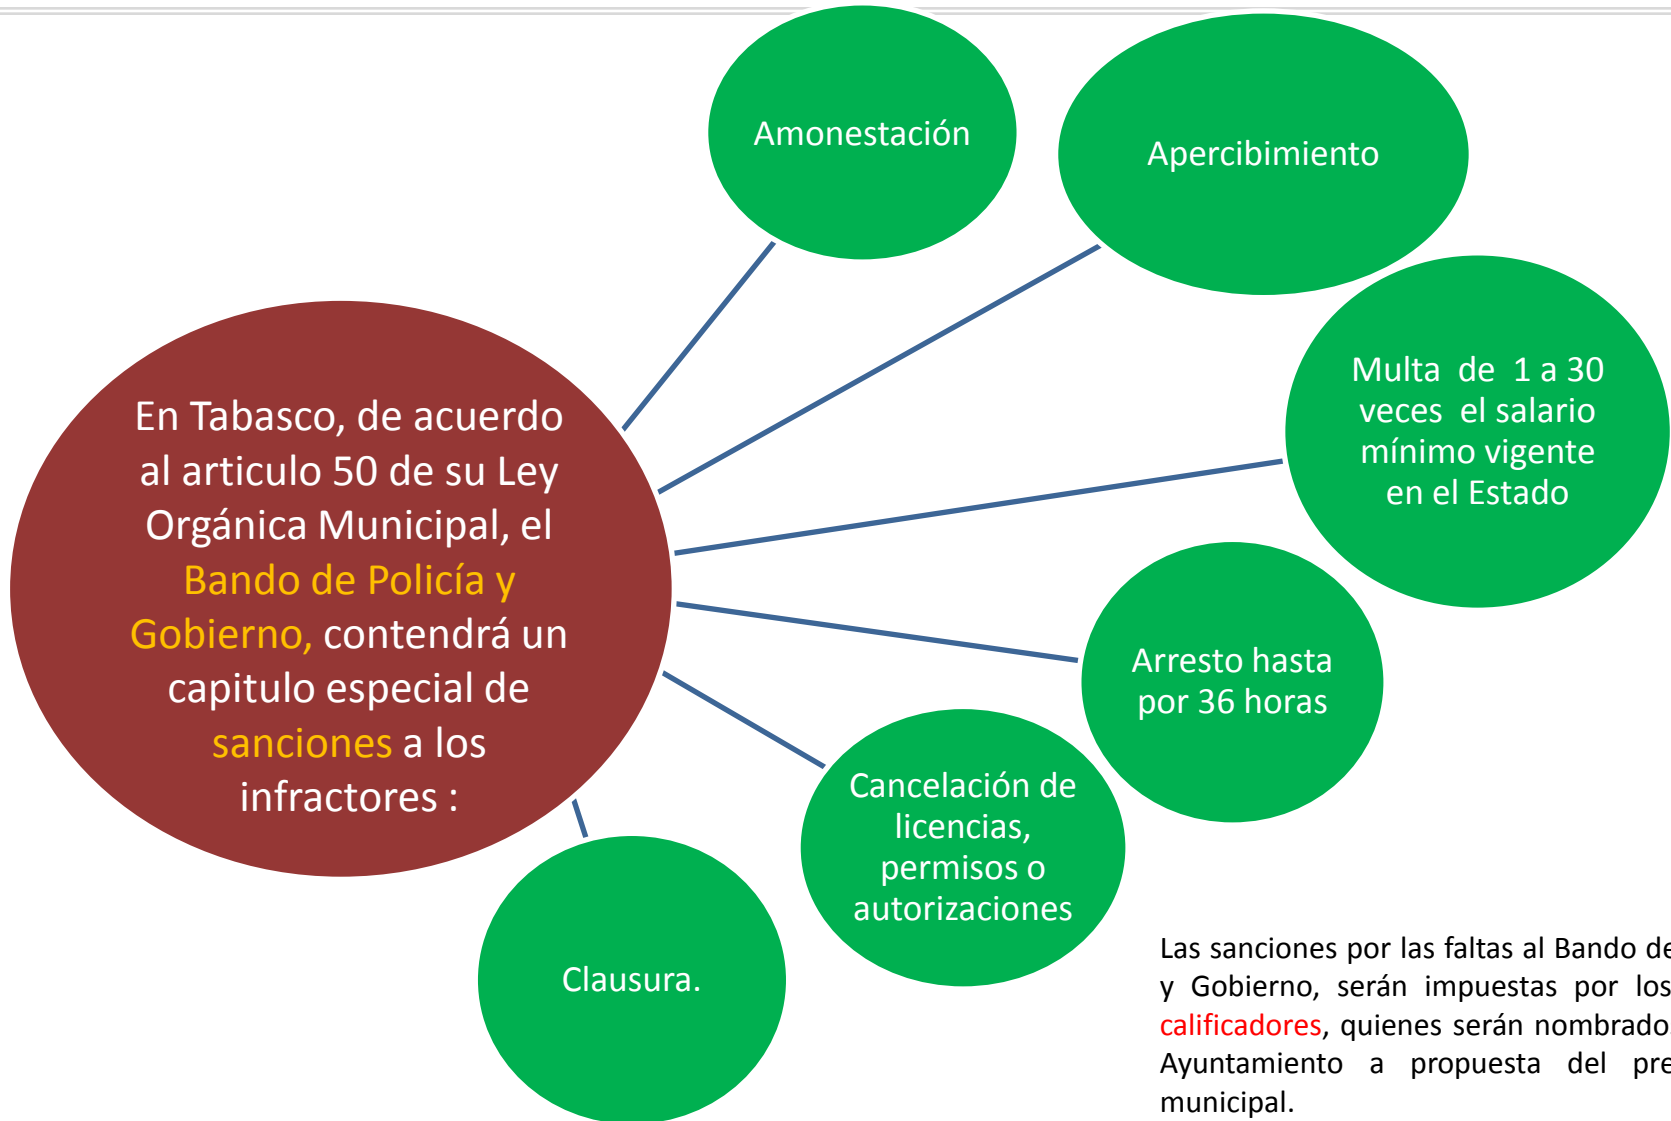 En Tabasco, de acuerdo
al articulo 50 de su Ley
Orgánica Municipal, el
Bando de Policía y
Gobierno, contendrá un
capitulo especial de
sanciones a los
infractores :
Amonestación
Apercibimiento
Multa de 1 a 30
veces el salario
mínimo vigente
en el Estado
Arresto hasta
por 36 horas
Cancelación de
licencias,
permisos o
autorizaciones
Clausura.
Las sanciones por las faltas al Bando de
y Gobierno, serán impuestas por los
calificadores, quienes serán nombrados
Ayuntamiento a propuesta del pre
municipal.